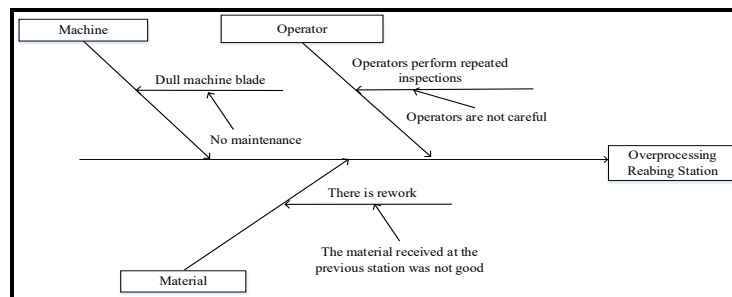 Machine
Operator
Dull machine blade
No maintenance
Operators perform repeated
inspections
Operators are not careful
Overprocessing
Reabing Station
There is rework
The material received at the
previous station was not good
Material